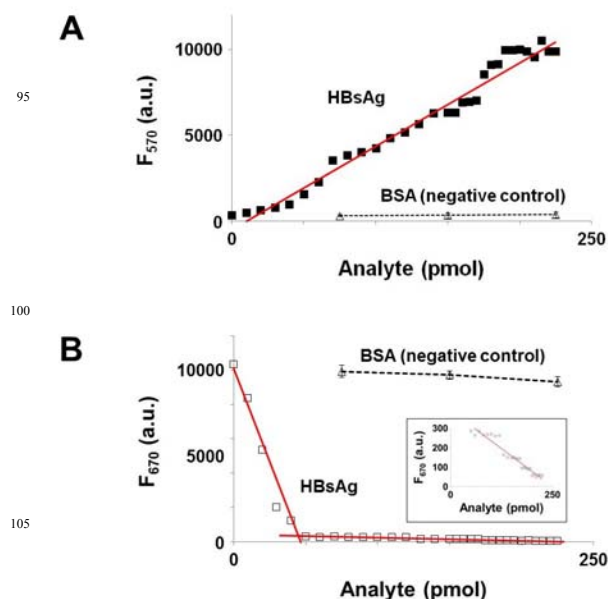 A
10000
95
HBsAg
F570 (a.u.)
5000
BSA (negative control)
0
0
250
Analyte (pmol)
100
B
BSA (negative control)
10000
F670 (a.u.)
300
200
100
0
F670 (a.u.)
0
250
Analyte (pmol)
5000
HBsAg
105
0
0
250
Analyte (pmol)